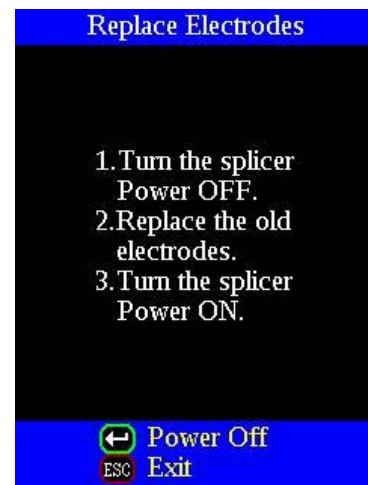 Replace Electrodes
1.Turn the splicer
Power OFF.
2.Replace the old
electrodes.
3.Turn the splicer
Power ON.
Power Off
ESC Exit